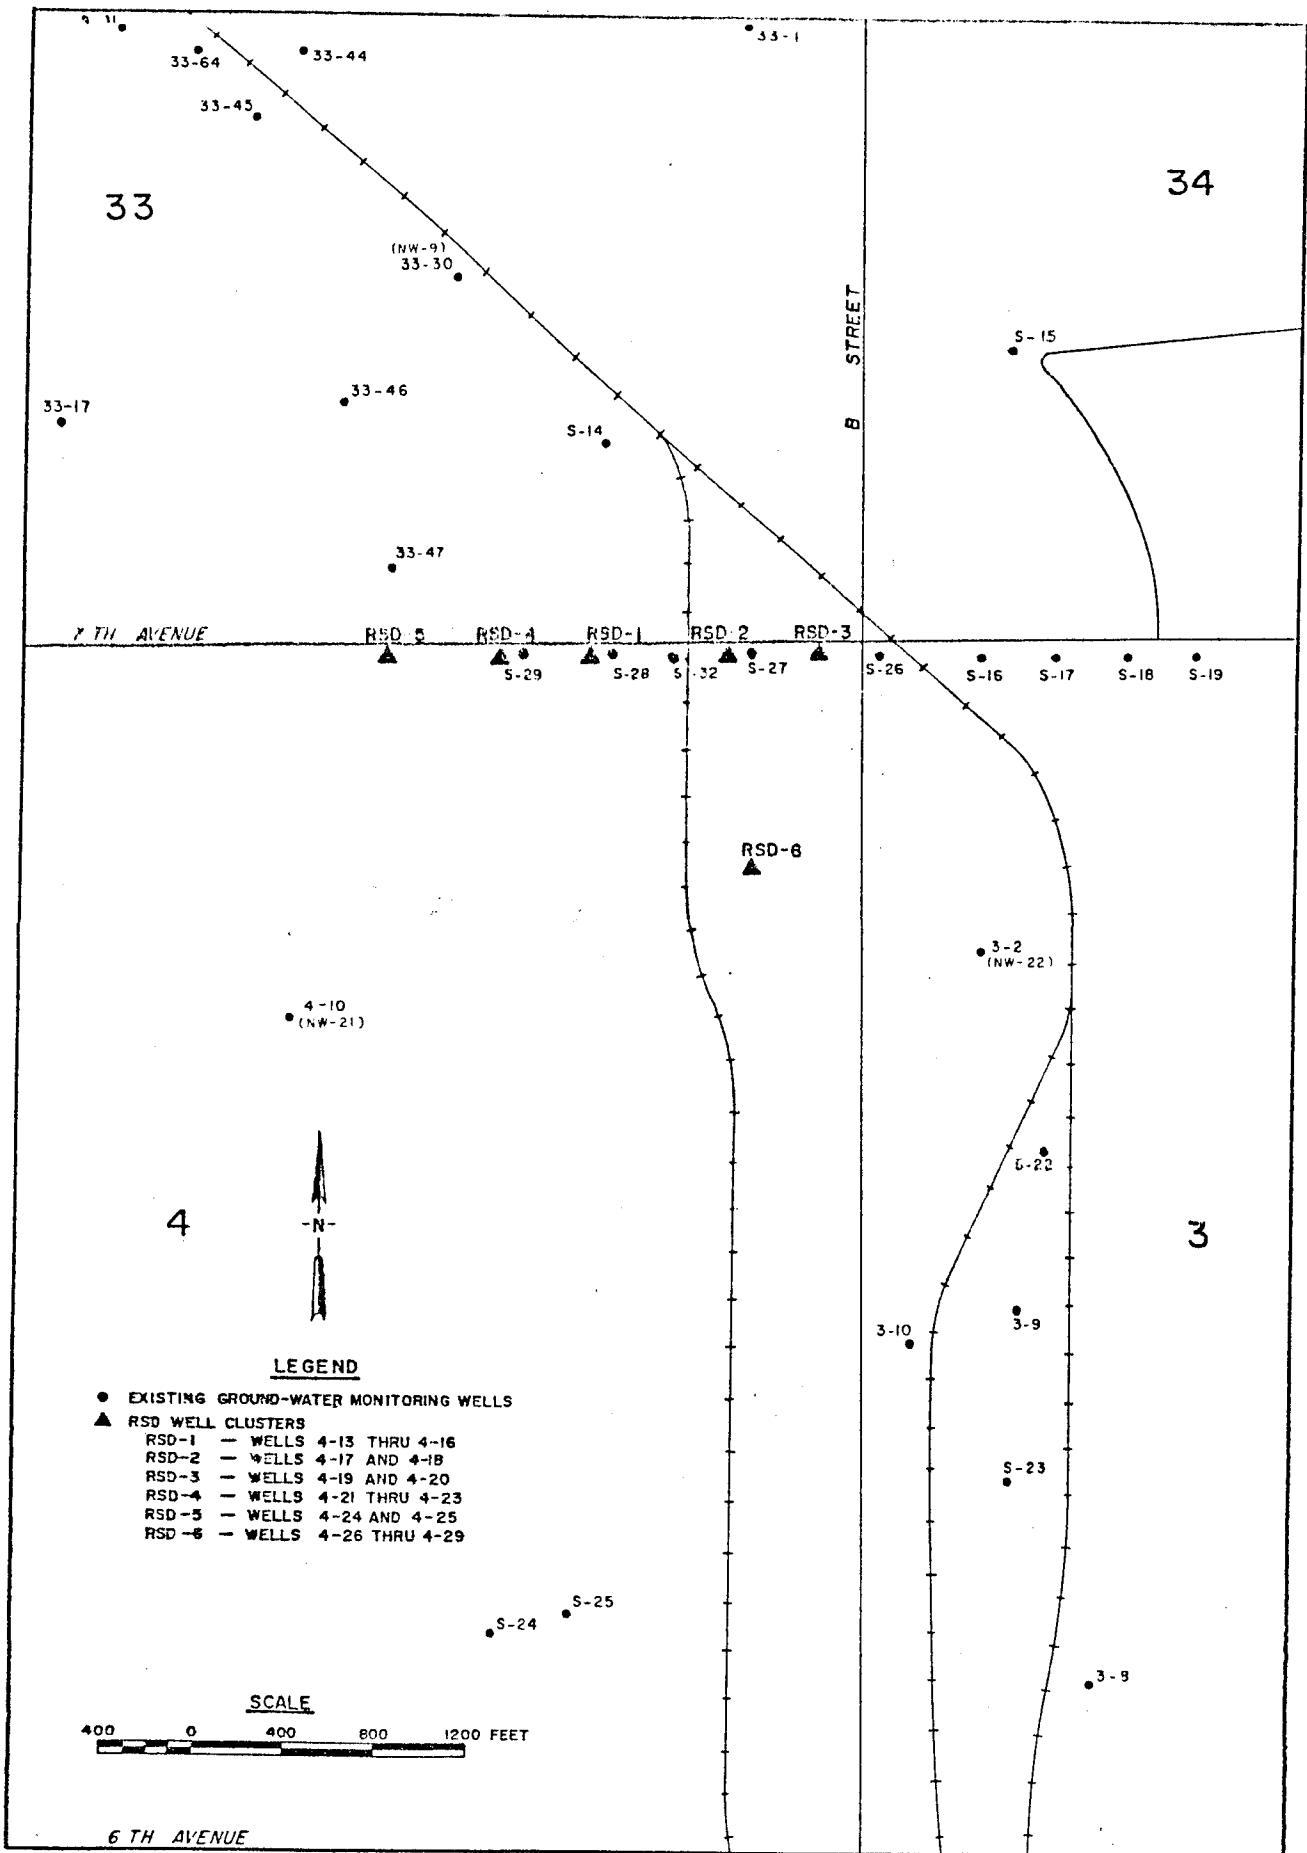 33-1
33-64
33-44
33-45
33
34
(NW-9)
33-30
B STREET
S-15
33-46
33-17
S-14
33-47
7 TH AVENUE
RSD-5
RSD-4
RSD-1
RSD-2
RSD-3
S-29
S-28
S-32
S-27
S-26
S-16
S-17
S-18
S-19
RSD-6
3-2
(NW-22)
4-10
(NW-21)
S-22
-N-
4
3
3-9
3-10
LEGEND
● EXISTING GROUND-WATER MONITORING WELLS
▲ RSD WELL CLUSTERS
RSD-1 — WELLS 4-13 THRU 4-16
RSD-2 — WELLS 4-17 AND 4-18
RSD-3 — WELLS 4-19 AND 4-20
RSD-4 — WELLS 4-21 THRU 4-23
RSD-5 — WELLS 4-24 AND 4-25
RSD-6 — WELLS 4-26 THRU 4-29
S-23
S-25
S-24
3-8
SCALE
400 0 400 800 1200 FEET
6 TH AVENUE